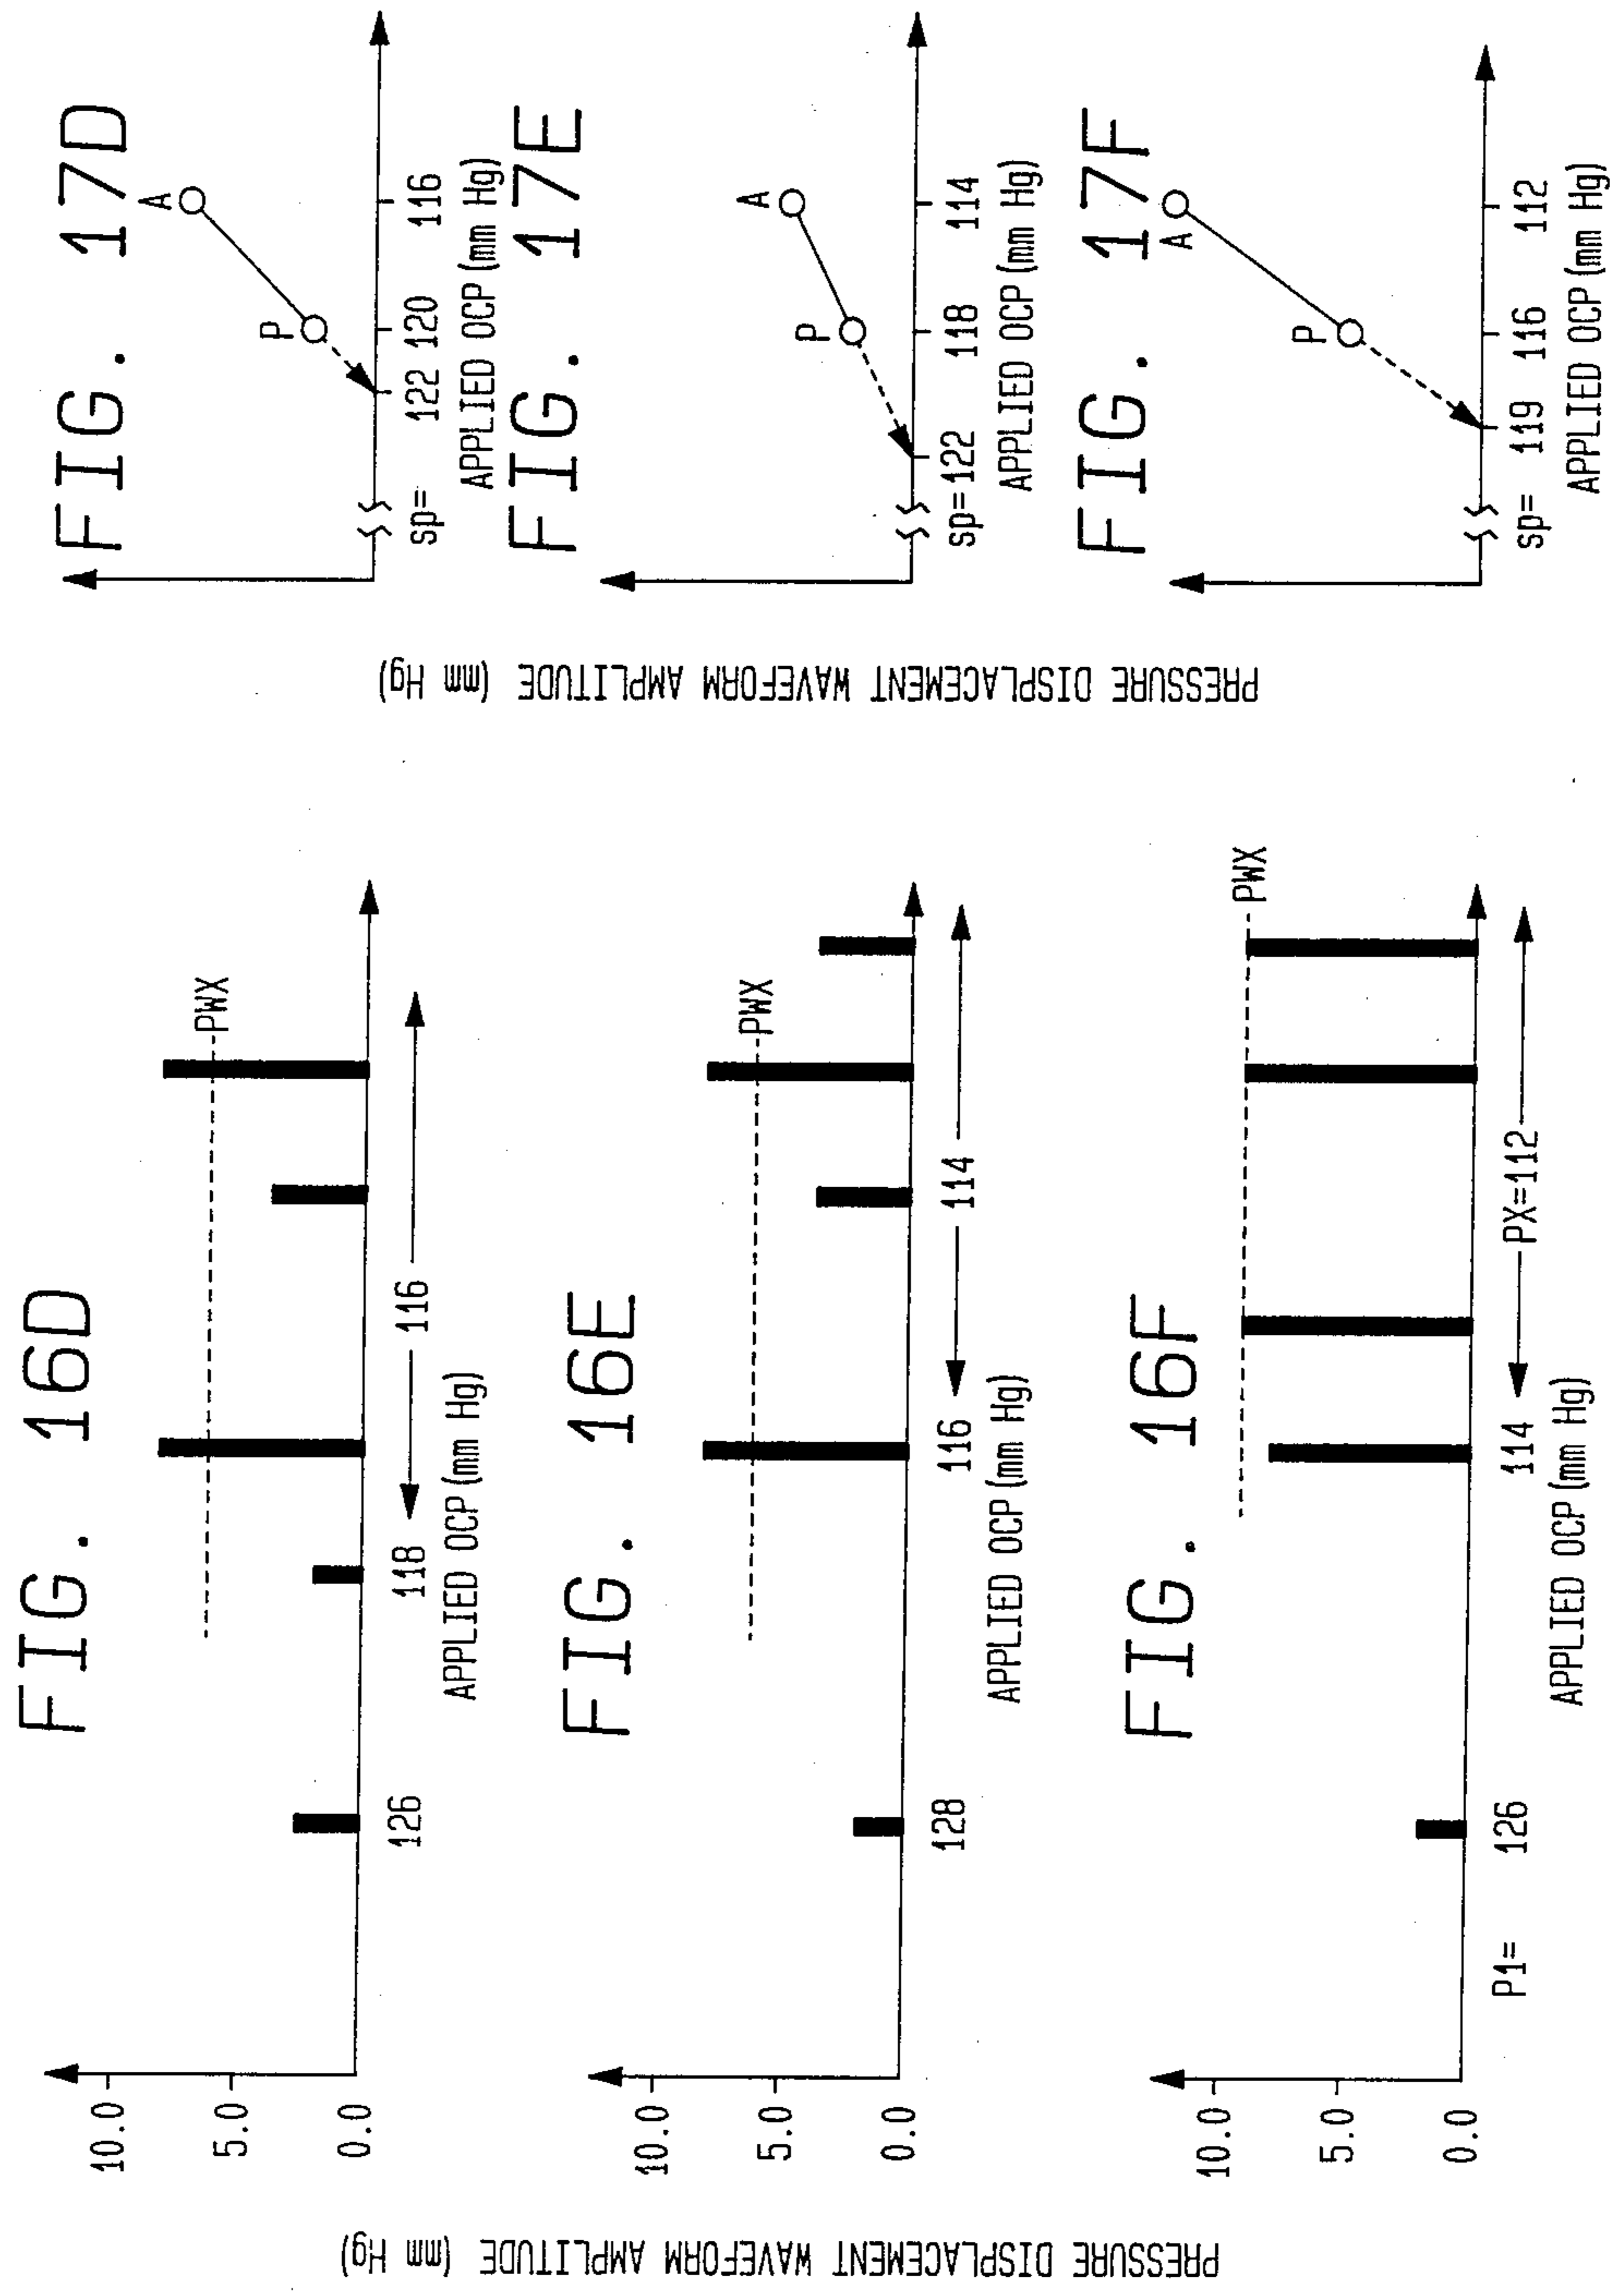 FIG. 16D
10.0
5.0
0.0
PWX
126
118
116
APPLIED OCP (mm Hg)
FIG. 16E
10.0
5.0
0.0
PWX
128
116
114
APPLIED OCP (mm Hg)
FIG. 16F
10.0
5.0
0.0
PWX
P1=
126
114
PX=112
APPLIED OCP (mm Hg)
PRESSURE DISPLACEMENT WAVEFORM AMPLITUDE (mm Hg)
FIG. 17D
P
A
sp=
122
120
116
APPLIED OCP (mm Hg)
FIG. 17E
P
A
sp=122
118
114
APPLIED OCP (mm Hg)
FIG. 17F
P
A
sp=
119
116
112
APPLIED OCP (mm Hg)
PRESSURE DISPLACEMENT WAVEFORM AMPLITUDE (mm Hg)